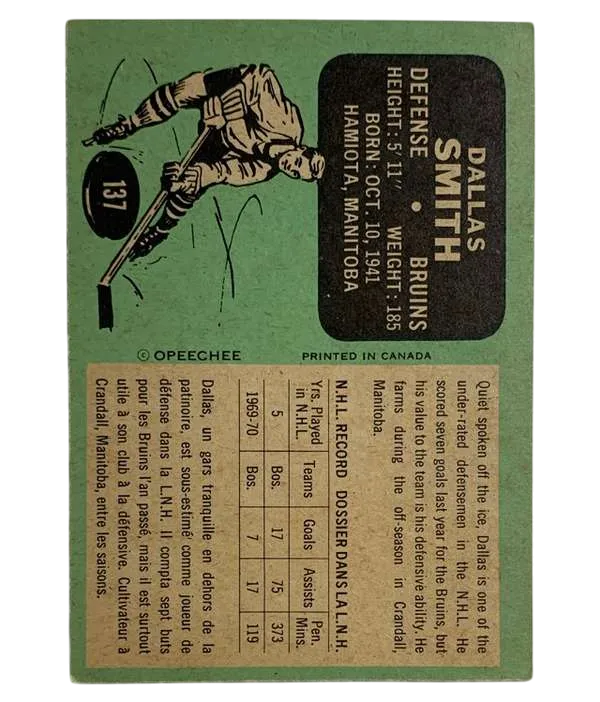 DALLAS
SMITH
DEFENSE • BRUINS
HEIGHT: 5' 11" WEIGHT: 185
BORN: OCT. 10, 1941
HAMIOTA, MANITOBA
137
© OPEECHEE PRINTED IN CANADA
Quiet spoken off the ice, Dallas is one of the
under-rated defensemen in the N.H.L. He
scored seven goals last year for the Bruins, but
his value to the team is his defensive ability. He
farms during the off-season in Crandall,
Manitoba.
N.H.L. RECORD DOSSIER DANS LA L.N.H.
Yrs. Played in N.H.L. Teams Goals Assists Pen. Mins.
5 Bos. 17 75 373
1969-70 Bos. 7 17 119
Dallas, un gars tranquille en dehors de la
patinoire, est sous-estimé comme joueur de
défense dans la L.N.H. Il compta sept buts
pour les Bruins l'an passé, mais il est surtout
utile à son club à la défensive. Cultivateur à
Crandall, Manitoba, entre les saisons.